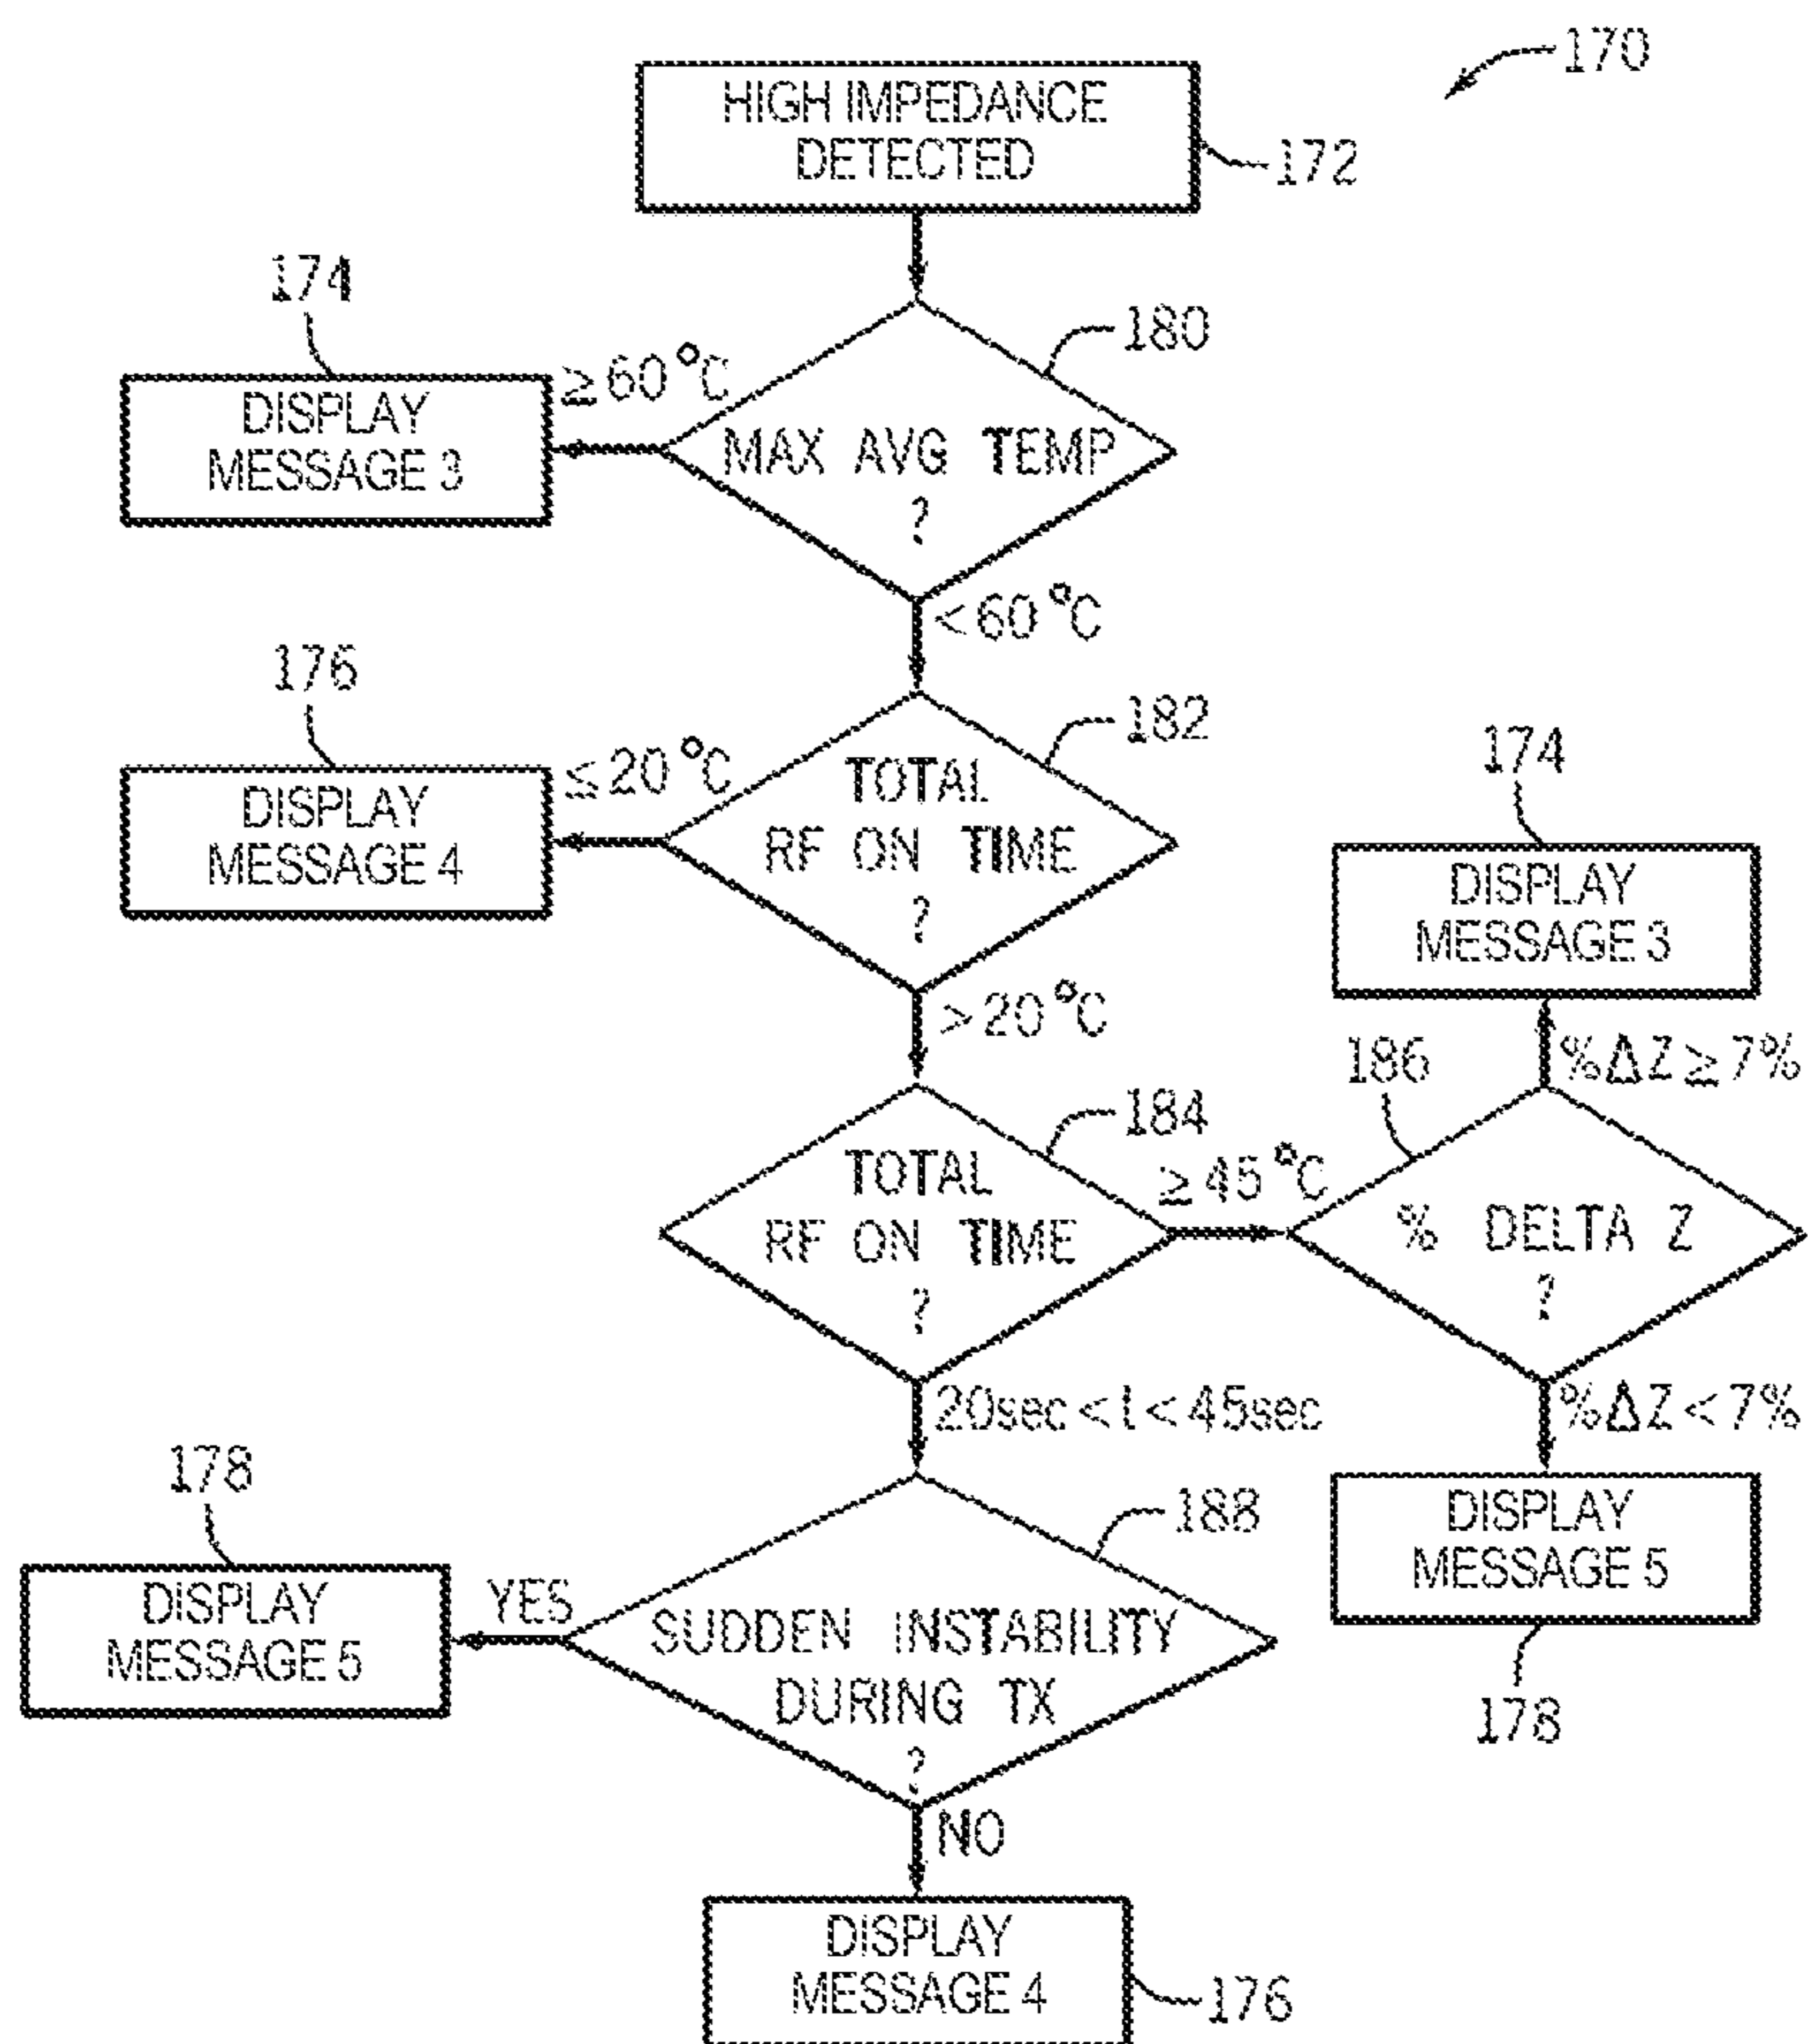 170
HIGH IMPEDANCE
DETECTED
172
174
180
≥60°C
DISPLAY
MESSAGE 3
MAX AVG TEMP
?
<60°C
176
182
≤20°C
DISPLAY
MESSAGE 4
TOTAL
RF ON TIME
?
174
DISPLAY
MESSAGE 3
>20°C
186
%ΔZ≥7%
184
≥45°C
TOTAL
RF ON TIME
?
% DELTA Z
?
20sec<t<45sec
%ΔZ<7%
178
188
DISPLAY
MESSAGE 5
178
YES
DISPLAY
MESSAGE 5
SUDDEN INSTABILITY
DURING TX
?
NO
DISPLAY
MESSAGE 4
176